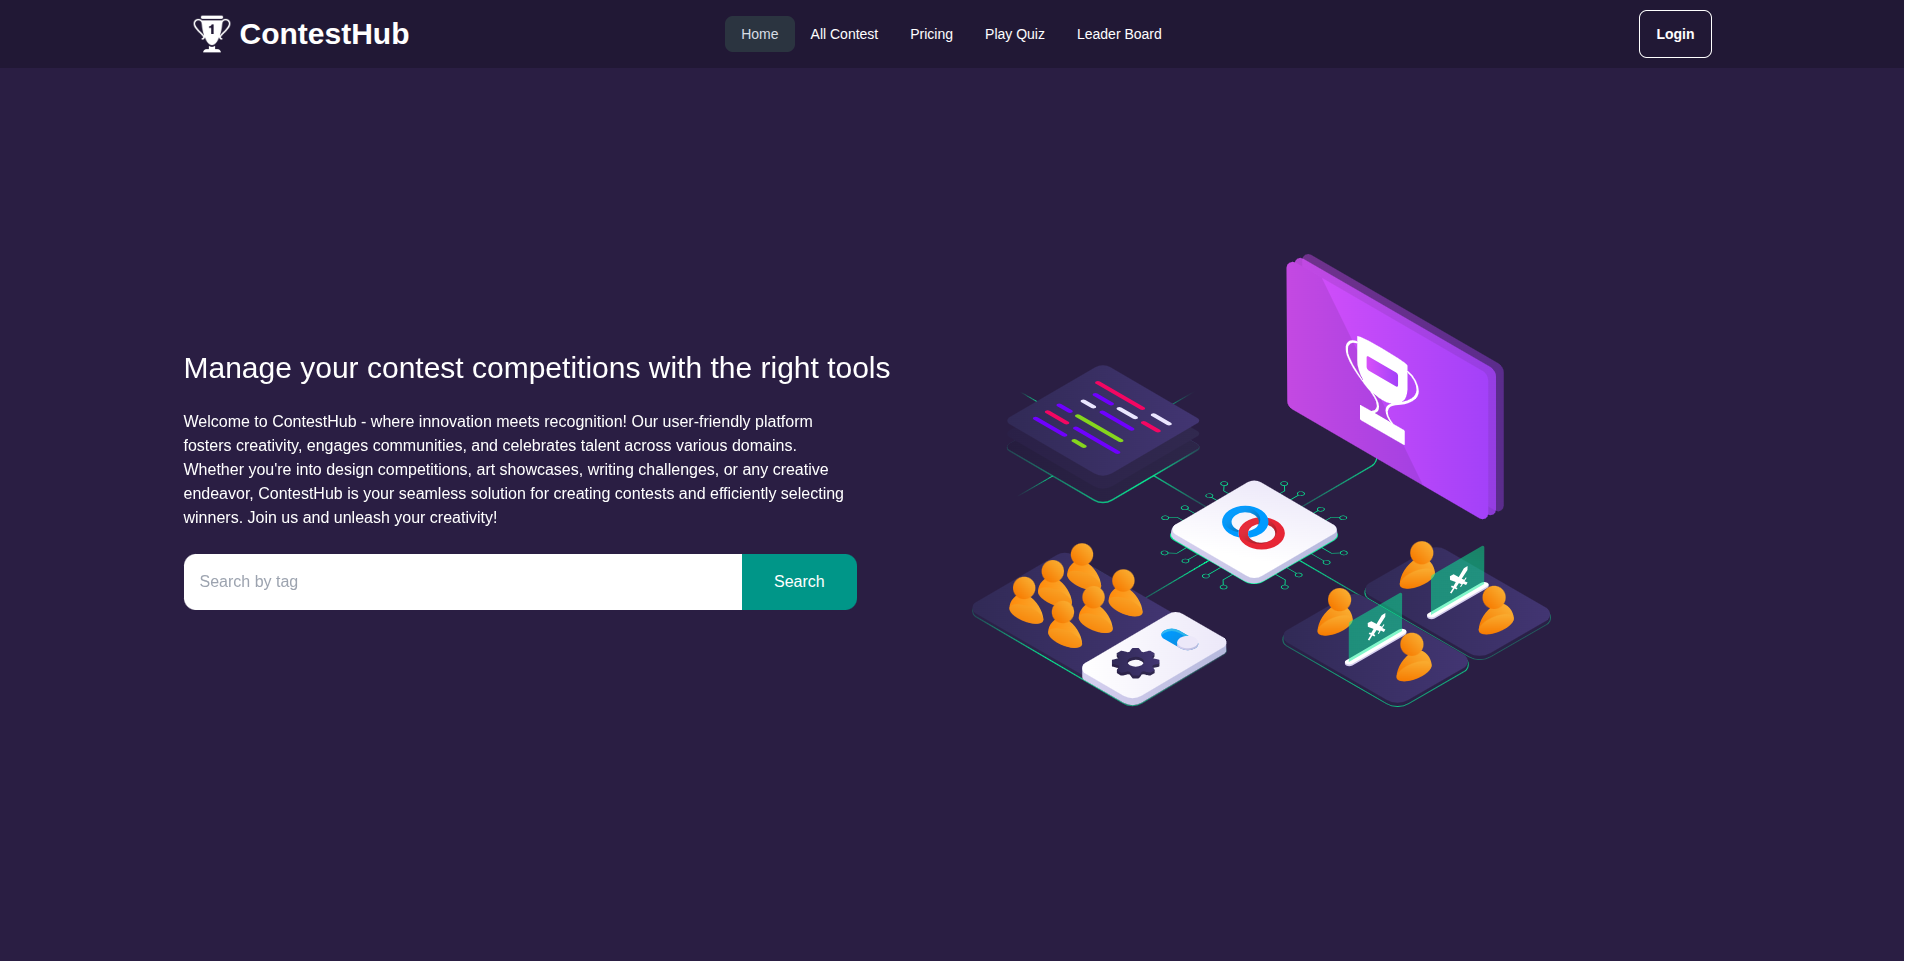 1
ContestHub
Home
All Contest
Pricing
Play Quiz
Leader Board
Login
Manage your contest competitions with the right tools
Welcome to ContestHub - where innovation meets recognition! Our user-friendly platform
fosters creativity, engages communities, and celebrates talent across various domains.
Whether you're into design competitions, art showcases, writing challenges, or any creative
endeavor, ContestHub is your seamless solution for creating contests and efficiently selecting
winners. Join us and unleash your creativity!
Search by tag
Search